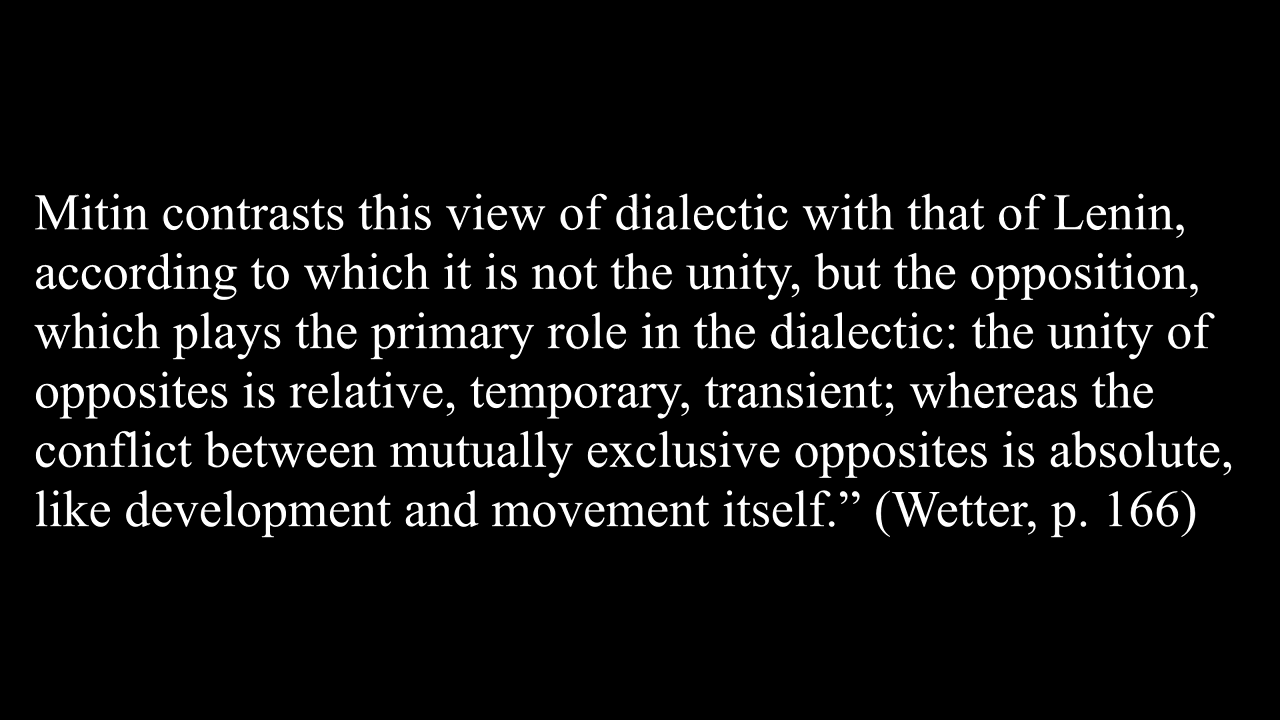 Mitin contrasts this view of dialectic with that of Lenin,
according to which it is not the unity, but the opposition,
which plays the primary role in the dialectic: the unity of
opposites is relative, temporary, transient; whereas the
conflict between mutually exclusive opposites is absolute,
like development and movement itself.” (Wetter, p. 166)